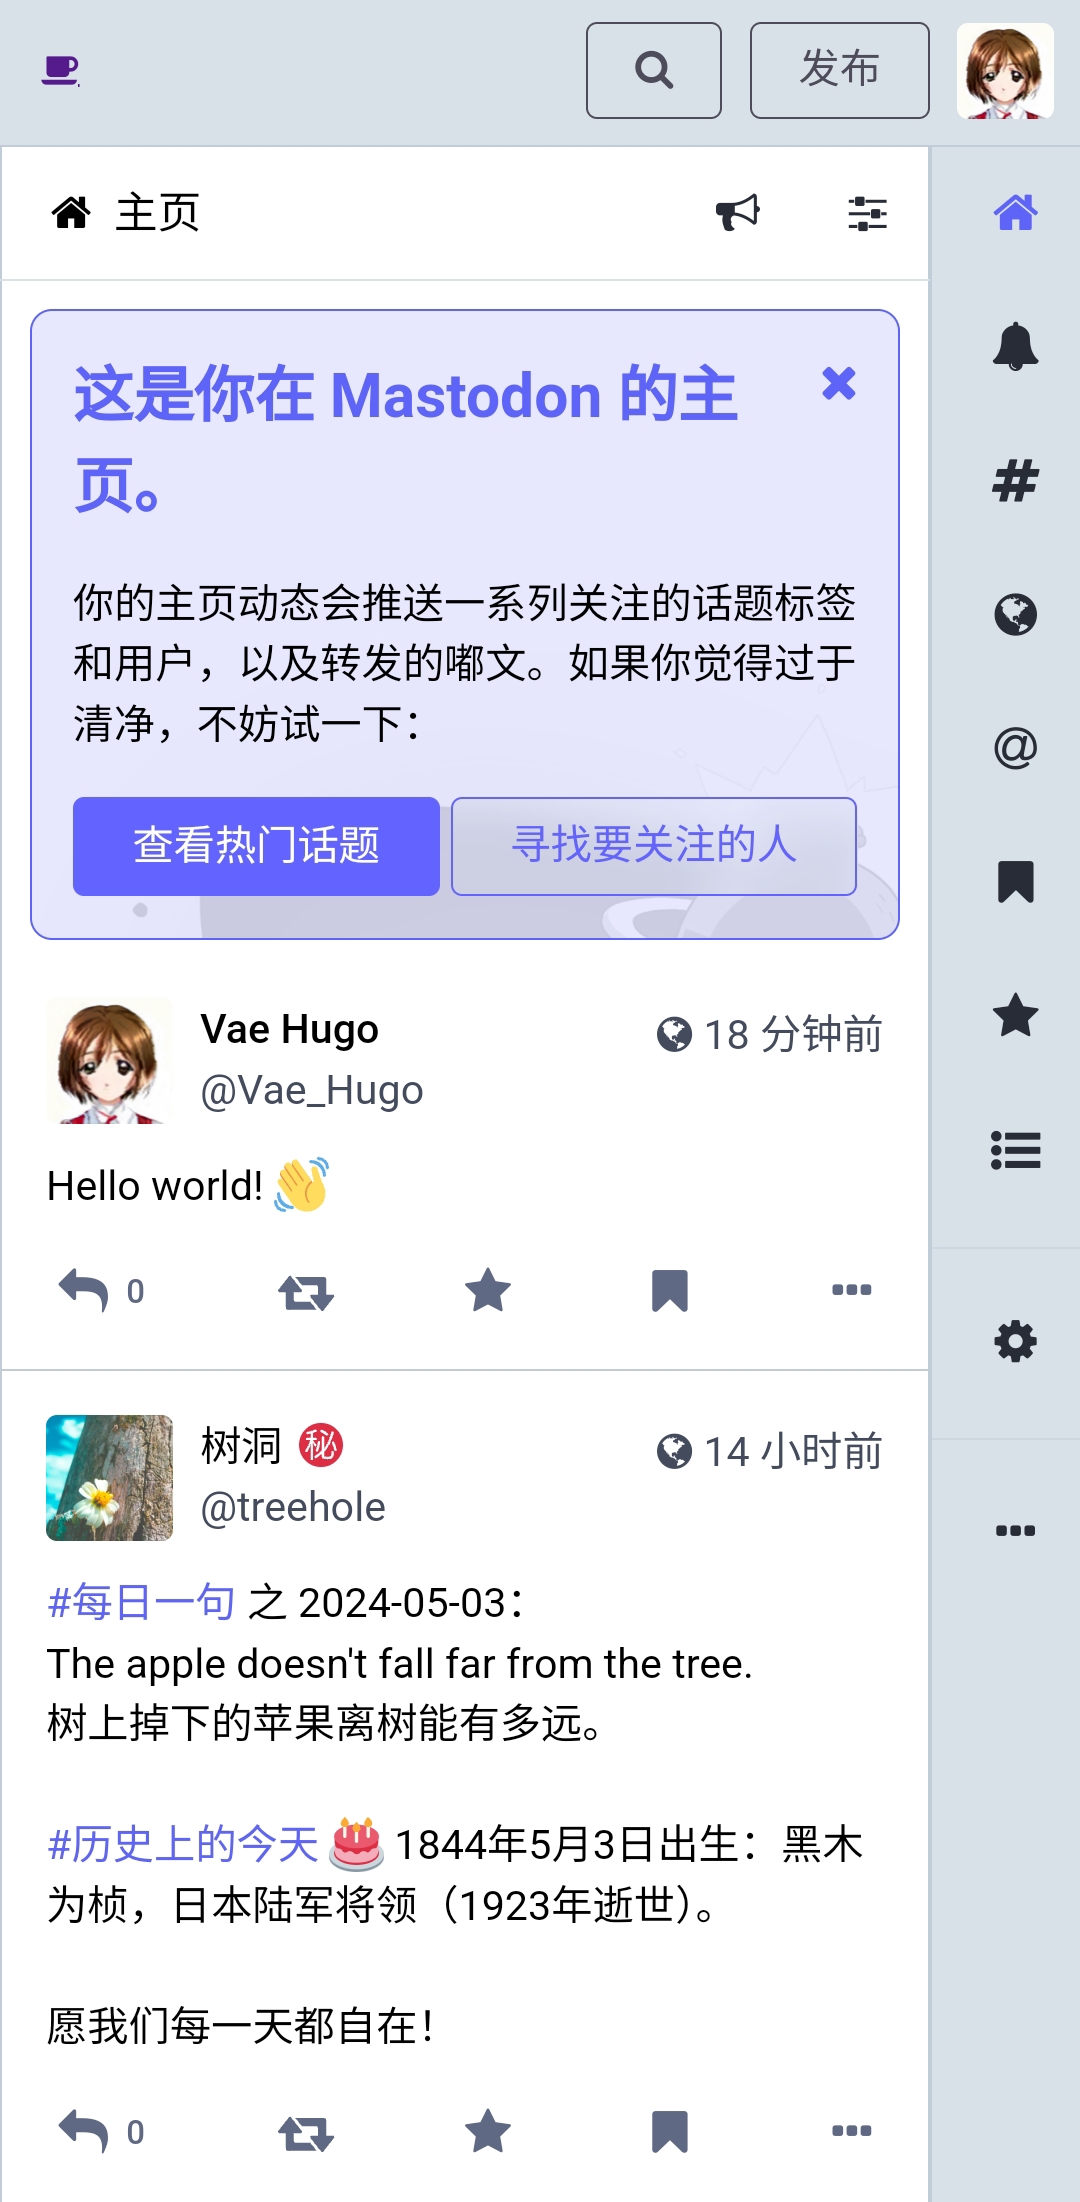 发布
主页
这是你在 Mastodon 的主
页。
你的主页动态会推送一系列关注的话题标签
和用户，以及转发的嘟文。如果你觉得过于
清净，不妨试一下：
查看热门话题 寻找要关注的人
Vae Hugo 18 分钟前
@Vae_Hugo
Hello world! 👋
0
树洞 ㊙ 14 小时前
@treehole
#每日一句 之 2024-05-03：
The apple doesn't fall far from the tree.
树上掉下的苹果离树能有多远。
#历史上的今天 🎂 1844年5月3日出生：黑木
为桢，日本陆军将领（1923年逝世）。
愿我们每一天都自在！
0